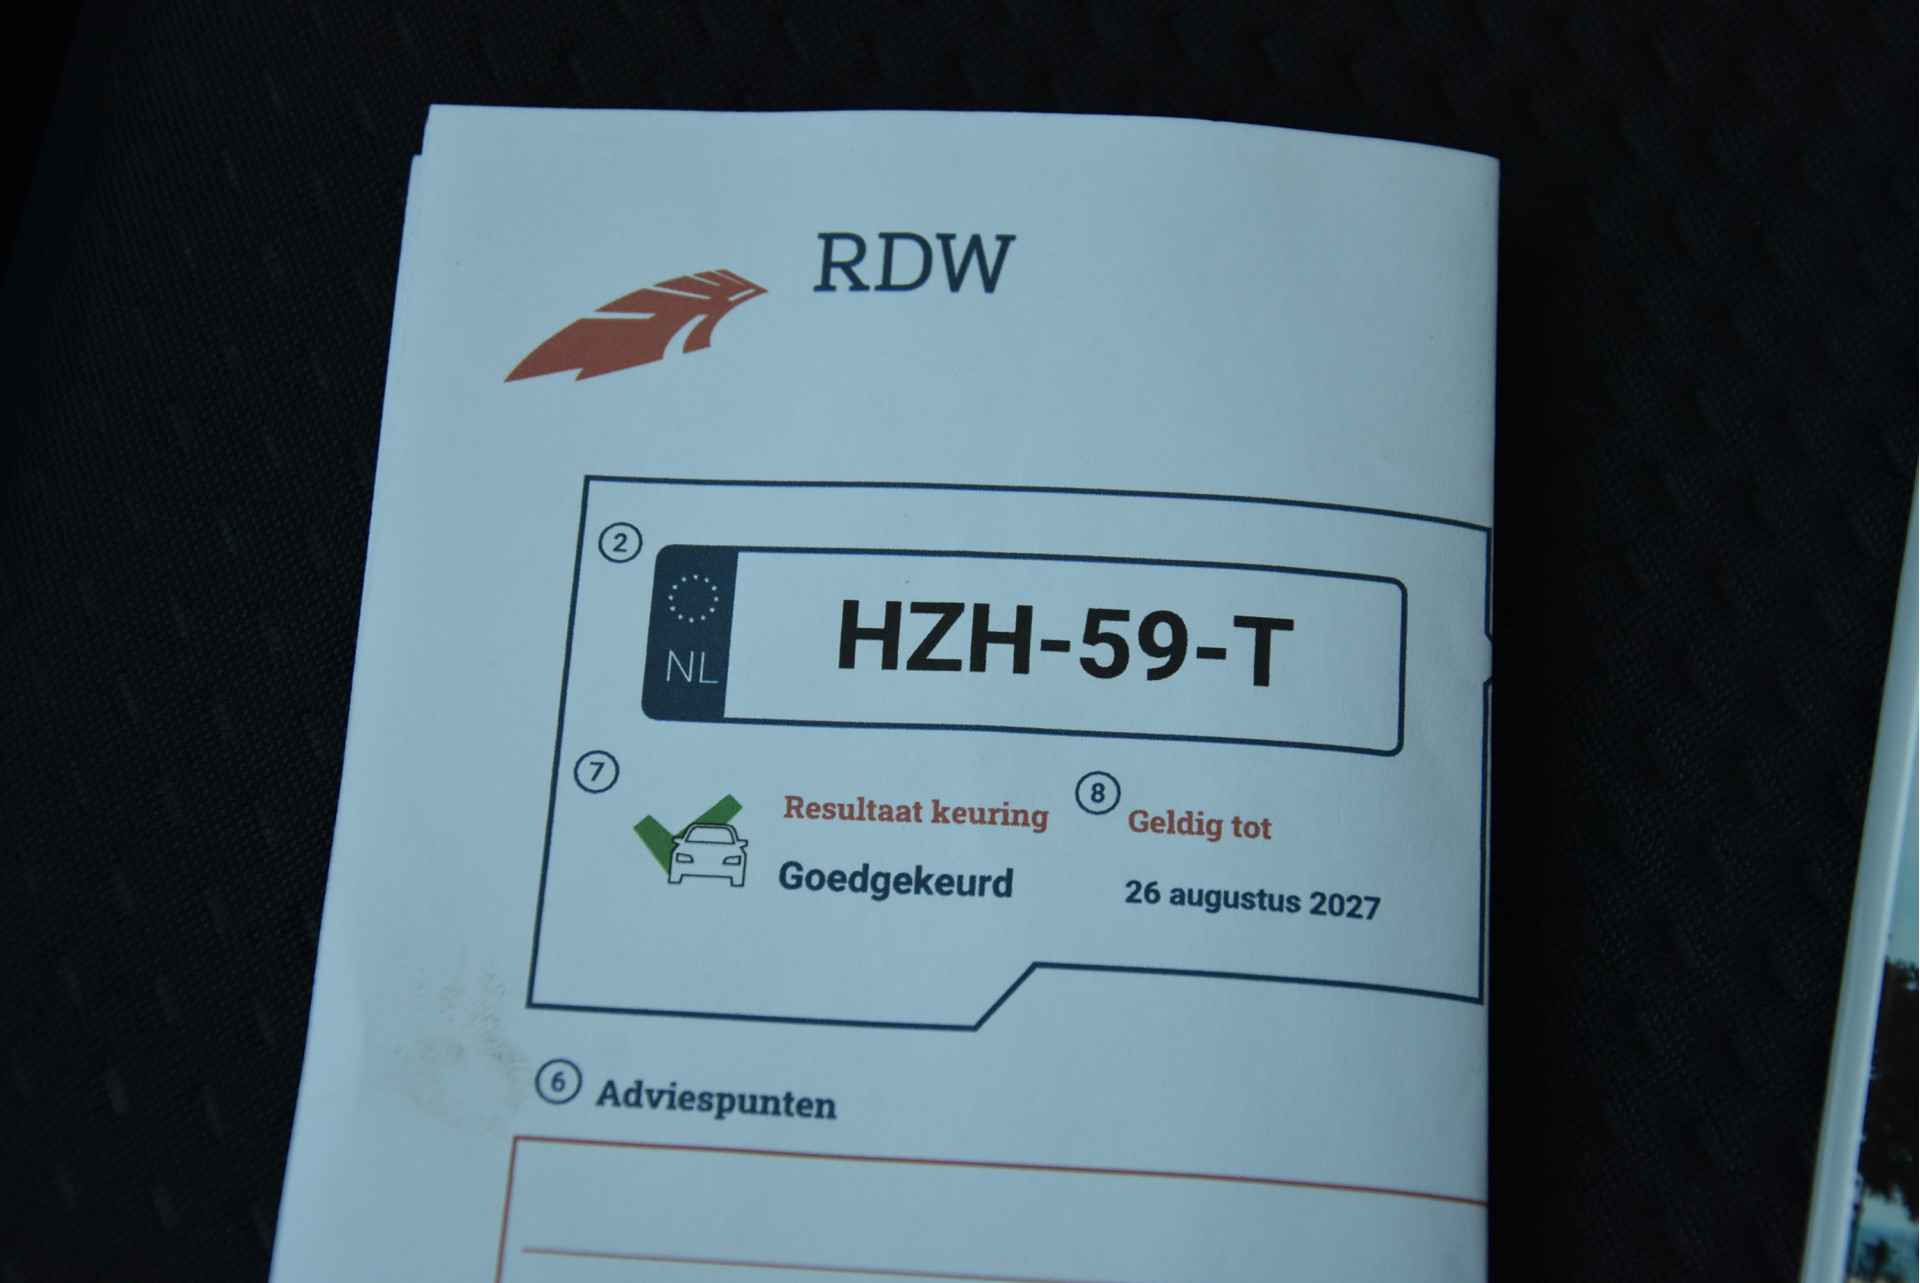 RDW
2
NL
HZH-59-T
7
Resultaat keuring
8
Geldig tot
Goedgekeurd
26 augustus 2027
6 Adviespunten